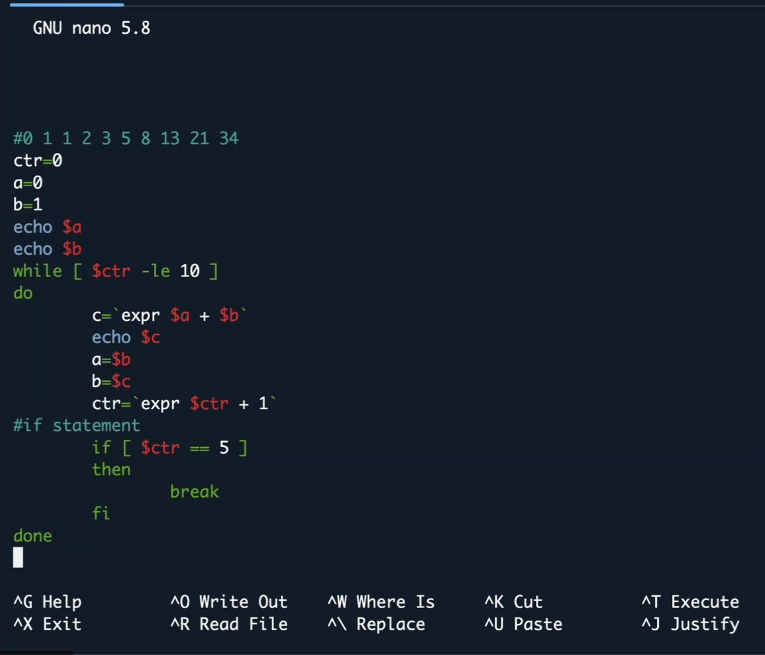 GNU nano 5.8
#0 1 1 2 3 5 8 13 21 34
ctr=0
a=0
b=1
echo $a
echo $b
while [ $ctr -le 10 ]
do
        c=`expr $a + $b`
        echo $c
        a=$b
        b=$c
        ctr=`expr $ctr + 1`
#if statement
        if [ $ctr == 5 ]
        then
                break
        fi
done
^G Help ^O Write Out ^W Where Is ^K Cut ^T Execute
^X Exit ^R Read File ^\ Replace ^U Paste ^J Justify